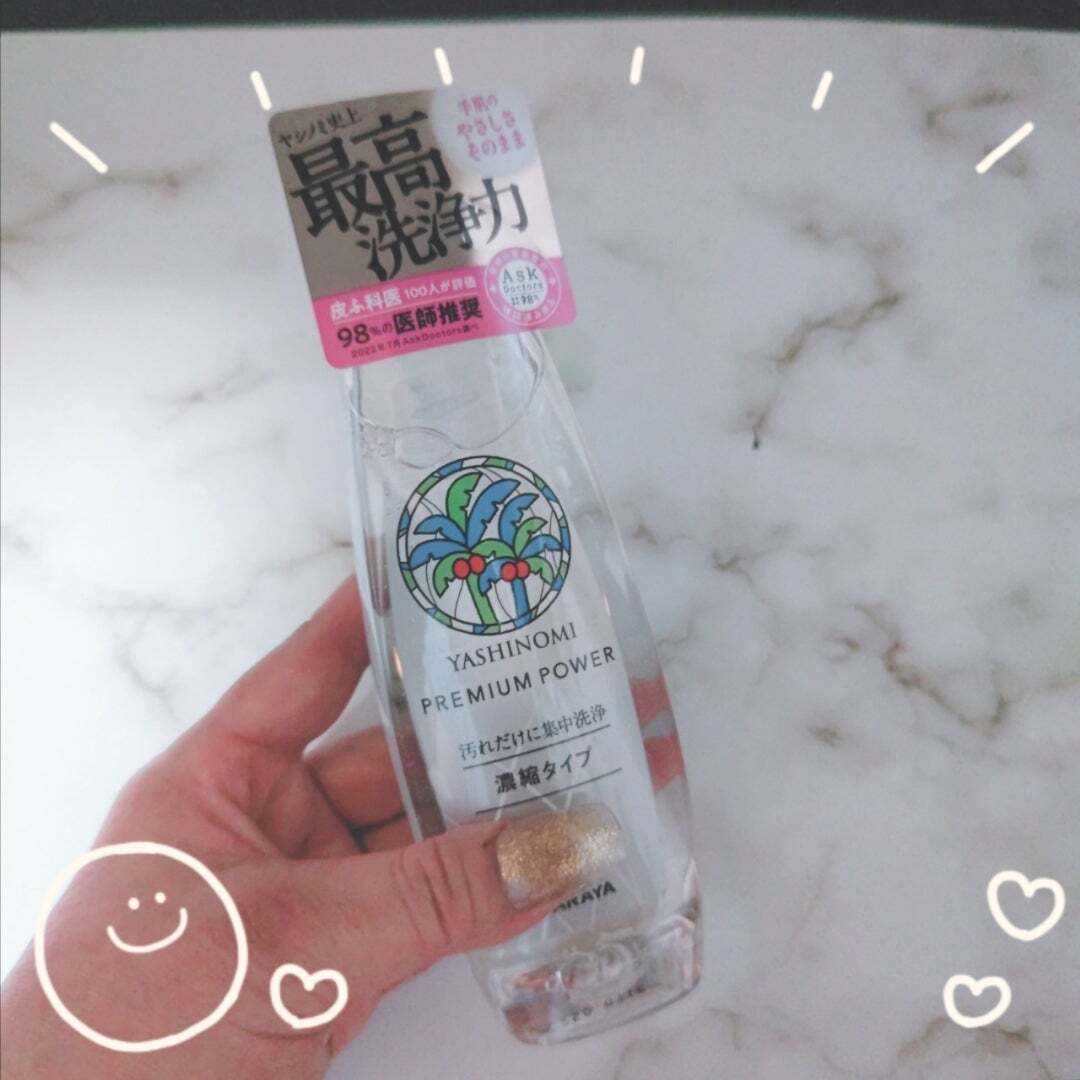 ヤシノミ史上
最高
洗浄力
手肌の
やさしさ
そのまま
皮ふ科医 100人が評価
98%の医師推奨
2022年7月AskDoctors調べ
Ask
Doctors
98%
YASHINOMI
PREMIUM POWER
汚れだけに集中洗浄
濃縮タイプ
ARAYA